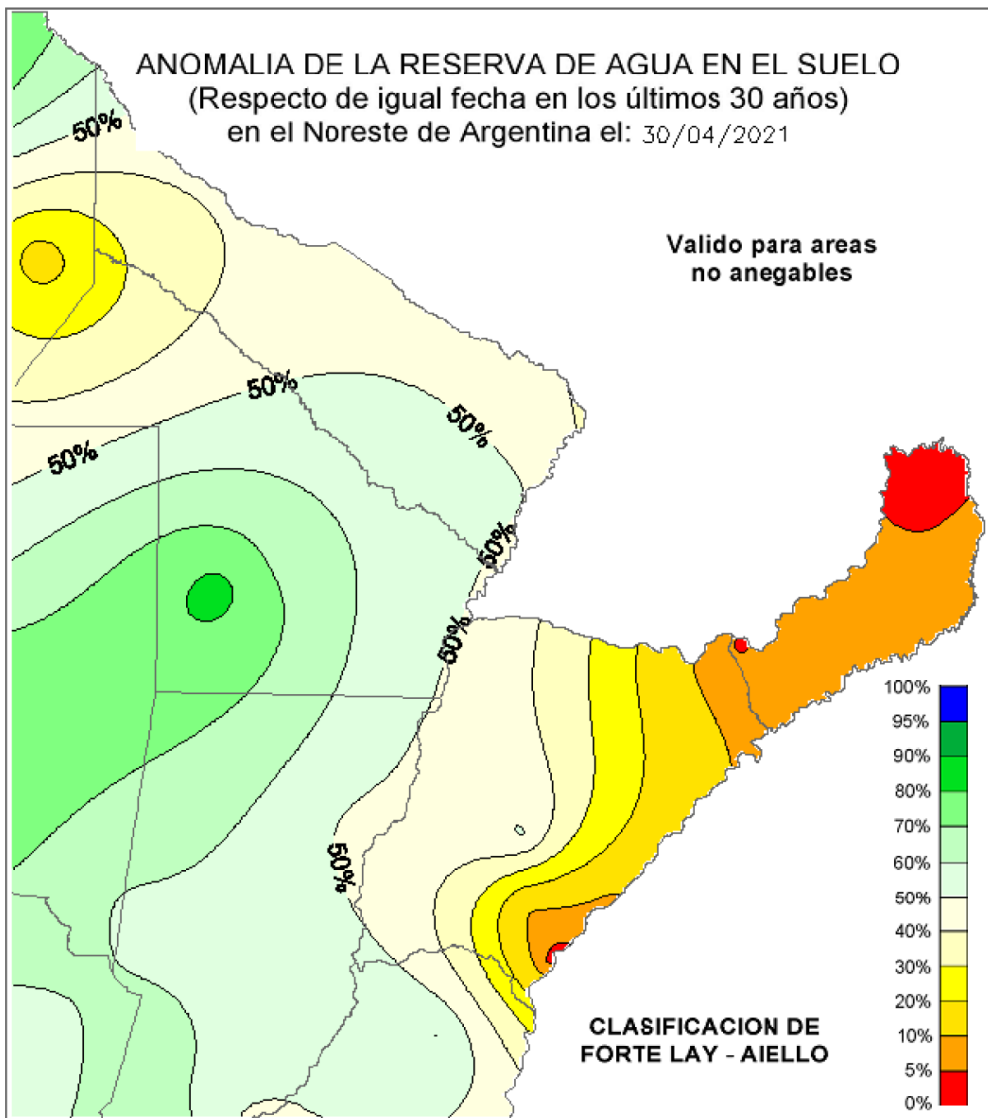 ANOMALIA DE LA RESERVA DE AGUA EN EL SUELO
(Respecto de igual fecha en los últimos 30 años)
en el Noreste de Argentina el: 30/04/2021
50%
Valido para areas
no anegables
50%
50%
50%
50%
50%
50%
100%
95%
90%
80%
70%
60%
50%
40%
30%
20%
10%
5%
0%
CLASIFICACION DE
FORTE LAY - AIELLO